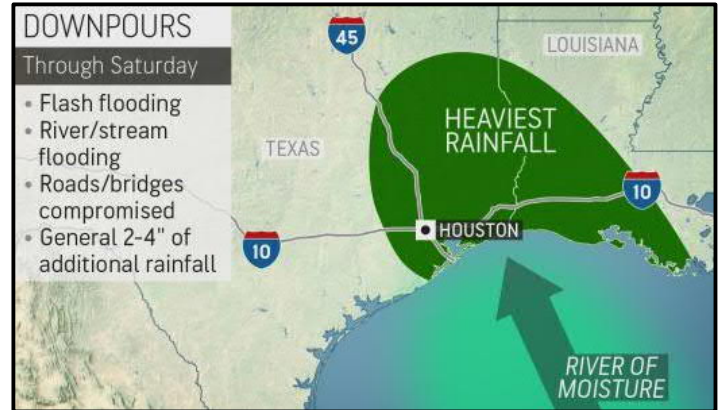 DOWNPOURS
Through Saturday
• Flash flooding
• River/stream
flooding
• Roads/bridges
compromised
• General 2-4" of
additional rainfall
45
LOUISIANA
HEAVIEST
RAINFALL
TEXAS
10
HOUSTON
10
RIVER OF
MOISTURE